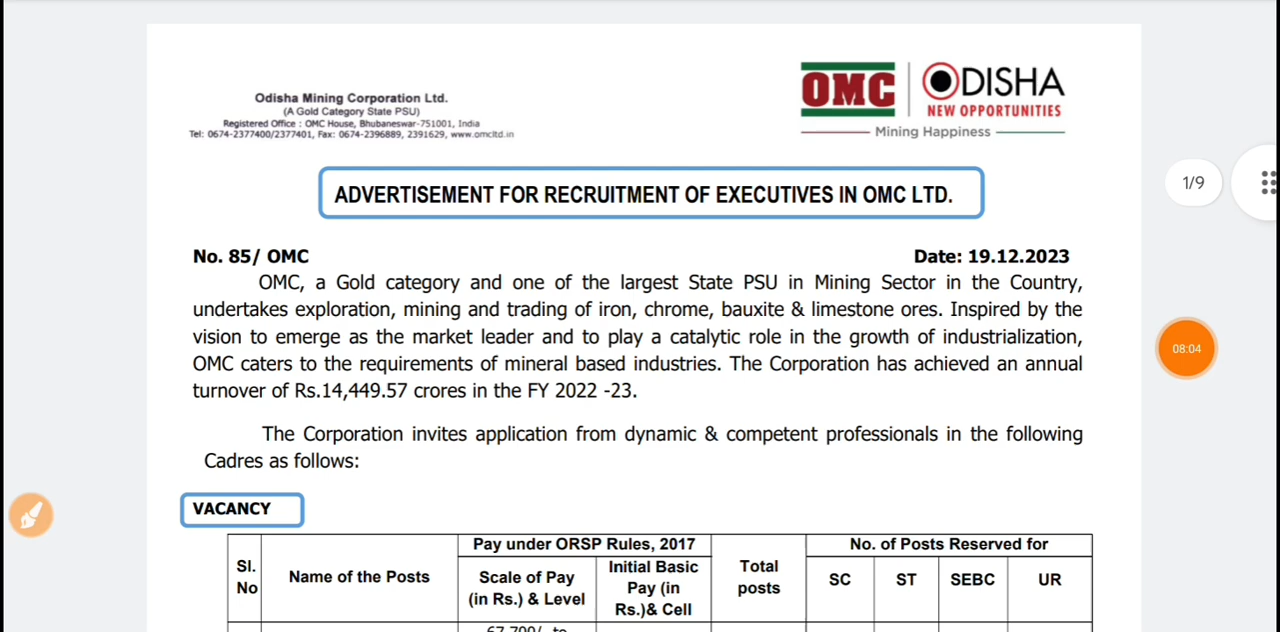 Odisha Mining Corporation Ltd.
(A Gold Category State PSU)
Registered Office : OMC House, Bhubaneswar-751001, India
Tel: 0674-2377400/2377401, Fax: 0674-2396889, 2391629, www.omcltd.in
OMC
ODISHA
NEW OPPORTUNITIES
Mining Happiness
ADVERTISEMENT FOR RECRUITMENT OF EXECUTIVES IN OMC LTD.
1/9
No. 85/ OMC Date: 19.12.2023
OMC, a Gold category and one of the largest State PSU in Mining Sector in the Country,
undertakes exploration, mining and trading of iron, chrome, bauxite & limestone ores. Inspired by the
vision to emerge as the market leader and to play a catalytic role in the growth of industrialization,
OMC caters to the requirements of mineral based industries. The Corporation has achieved an annual
turnover of Rs.14,449.57 crores in the FY 2022 -23.
08:04
The Corporation invites application from dynamic & competent professionals in the following
Cadres as follows:
VACANCY
Sl. No
Name of the Posts
Pay under ORSP Rules, 2017
Scale of Pay
(in Rs.) & Level
Initial Basic
Pay (in
Rs.)& Cell
Total
posts
No. of Posts Reserved for
SC ST SEBC UR